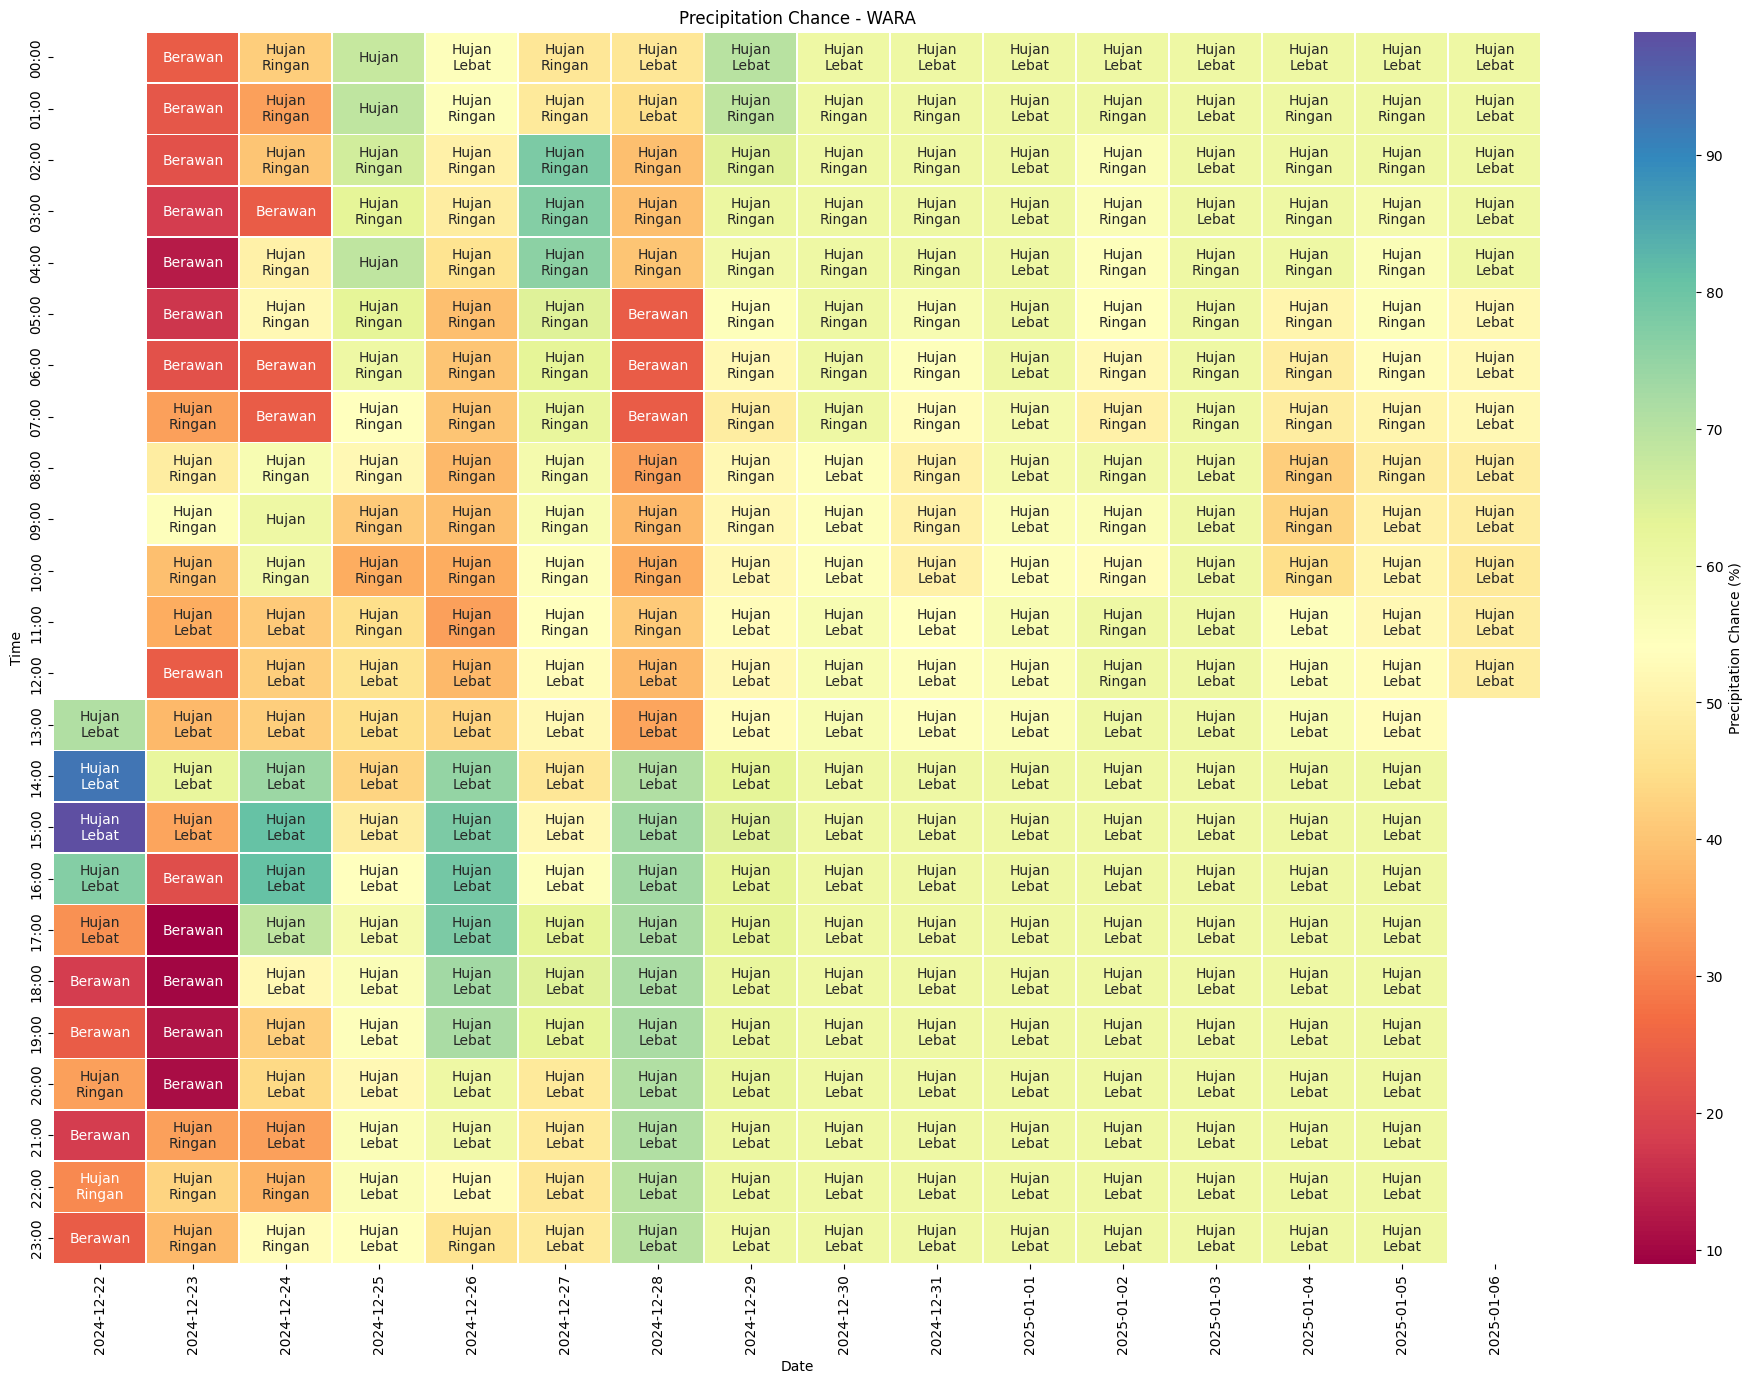 Precipitation Chance - WARA
00:00 Berawan Hujan Ringan Hujan Hujan Lebat Hujan Ringan Hujan Lebat Hujan Lebat Hujan Lebat Hujan Lebat Hujan Lebat Hujan Lebat Hujan Lebat Hujan Lebat Hujan Lebat Hujan Lebat
01:00 Berawan Hujan Ringan Hujan Hujan Ringan Hujan Ringan Hujan Lebat Hujan Ringan Hujan Ringan Hujan Ringan Hujan Lebat Hujan Ringan Hujan Lebat Hujan Ringan Hujan Ringan Hujan Lebat
02:00 Berawan Hujan Ringan Hujan Ringan Hujan Ringan Hujan Ringan Hujan Ringan Hujan Ringan Hujan Ringan Hujan Ringan Hujan Lebat Hujan Ringan Hujan Lebat Hujan Ringan Hujan Ringan Hujan Lebat
03:00 Berawan Berawan Hujan Ringan Hujan Ringan Hujan Ringan Hujan Ringan Hujan Ringan Hujan Ringan Hujan Ringan Hujan Lebat Hujan Ringan Hujan Lebat Hujan Ringan Hujan Ringan Hujan Lebat
04:00 Berawan Hujan Ringan Hujan Hujan Ringan Hujan Ringan Hujan Ringan Hujan Ringan Hujan Ringan Hujan Ringan Hujan Lebat Hujan Ringan Hujan Ringan Hujan Ringan Hujan Ringan Hujan Lebat
05:00 Berawan Hujan Ringan Hujan Ringan Hujan Ringan Hujan Ringan Berawan Hujan Ringan Hujan Ringan Hujan Ringan Hujan Lebat Hujan Ringan Hujan Ringan Hujan Ringan Hujan Ringan Hujan Lebat
06:00 Berawan Berawan Hujan Ringan Hujan Ringan Hujan Ringan Berawan Hujan Ringan Hujan Ringan Hujan Ringan Hujan Lebat Hujan Ringan Hujan Ringan Hujan Ringan Hujan Ringan Hujan Lebat
07:00 Hujan Ringan Berawan Hujan Ringan Hujan Ringan Hujan Ringan Berawan Hujan Ringan Hujan Ringan Hujan Ringan Hujan Lebat Hujan Ringan Hujan Ringan Hujan Ringan Hujan Ringan Hujan Lebat
08:00 Hujan Ringan Hujan Ringan Hujan Ringan Hujan Ringan Hujan Ringan Hujan Ringan Hujan Ringan Hujan Lebat Hujan Ringan Hujan Lebat Hujan Ringan Hujan Lebat Hujan Ringan Hujan Ringan Hujan Lebat
09:00 Hujan Ringan Hujan Hujan Ringan Hujan Ringan Hujan Ringan Hujan Ringan Hujan Ringan Hujan Lebat Hujan Ringan Hujan Lebat Hujan Ringan Hujan Lebat Hujan Ringan Hujan Lebat Hujan Lebat
10:00 Hujan Ringan Hujan Ringan Hujan Ringan Hujan Ringan Hujan Ringan Hujan Ringan Hujan Lebat Hujan Lebat Hujan Lebat Hujan Lebat Hujan Ringan Hujan Lebat Hujan Ringan Hujan Lebat Hujan Lebat
11:00 Hujan Lebat Hujan Lebat Hujan Ringan Hujan Ringan Hujan Ringan Hujan Ringan Hujan Lebat Hujan Lebat Hujan Lebat Hujan Lebat Hujan Ringan Hujan Lebat Hujan Lebat Hujan Lebat Hujan Lebat
12:00 Berawan Hujan Lebat Hujan Lebat Hujan Lebat Hujan Lebat Hujan Lebat Hujan Lebat Hujan Lebat Hujan Lebat Hujan Lebat Hujan Ringan Hujan Lebat Hujan Lebat Hujan Lebat Hujan Lebat
13:00 Hujan Lebat Hujan Lebat Hujan Lebat Hujan Lebat Hujan Lebat Hujan Lebat Hujan Lebat Hujan Lebat Hujan Lebat Hujan Lebat Hujan Lebat Hujan Lebat Hujan Lebat Hujan Lebat Hujan Lebat
14:00 Hujan Lebat Hujan Lebat Hujan Lebat Hujan Lebat Hujan Lebat Hujan Lebat Hujan Lebat Hujan Lebat Hujan Lebat Hujan Lebat Hujan Lebat Hujan Lebat Hujan Lebat Hujan Lebat Hujan Lebat
15:00 Hujan Lebat Hujan Lebat Hujan Lebat Hujan Lebat Hujan Lebat Hujan Lebat Hujan Lebat Hujan Lebat Hujan Lebat Hujan Lebat Hujan Lebat Hujan Lebat Hujan Lebat Hujan Lebat Hujan Lebat
16:00 Hujan Lebat Berawan Hujan Lebat Hujan Lebat Hujan Lebat Hujan Lebat Hujan Lebat Hujan Lebat Hujan Lebat Hujan Lebat Hujan Lebat Hujan Lebat Hujan Lebat Hujan Lebat Hujan Lebat
17:00 Hujan Lebat Berawan Hujan Lebat Hujan Lebat Hujan Lebat Hujan Lebat Hujan Lebat Hujan Lebat Hujan Lebat Hujan Lebat Hujan Lebat Hujan Lebat Hujan Lebat Hujan Lebat Hujan Lebat
18:00 Berawan Berawan Hujan Lebat Hujan Lebat Hujan Lebat Hujan Lebat Hujan Lebat Hujan Lebat Hujan Lebat Hujan Lebat Hujan Lebat Hujan Lebat Hujan Lebat Hujan Lebat Hujan Lebat
19:00 Berawan Berawan Hujan Lebat Hujan Lebat Hujan Lebat Hujan Lebat Hujan Lebat Hujan Lebat Hujan Lebat Hujan Lebat Hujan Lebat Hujan Lebat Hujan Lebat Hujan Lebat Hujan Lebat
20:00 Hujan Ringan Berawan Hujan Lebat Hujan Lebat Hujan Lebat Hujan Lebat Hujan Lebat Hujan Lebat Hujan Lebat Hujan Lebat Hujan Lebat Hujan Lebat Hujan Lebat Hujan Lebat Hujan Lebat
21:00 Berawan Hujan Ringan Hujan Lebat Hujan Lebat Hujan Lebat Hujan Lebat Hujan Lebat Hujan Lebat Hujan Lebat Hujan Lebat Hujan Lebat Hujan Lebat Hujan Lebat Hujan Lebat Hujan Lebat
22:00 Hujan Ringan Hujan Ringan Hujan Ringan Hujan Lebat Hujan Lebat Hujan Lebat Hujan Lebat Hujan Lebat Hujan Lebat Hujan Lebat Hujan Lebat Hujan Lebat Hujan Lebat Hujan Lebat Hujan Lebat
23:00 Berawan Hujan Ringan Hujan Ringan Hujan Lebat Hujan Ringan Hujan Lebat Hujan Lebat Hujan Lebat Hujan Lebat Hujan Lebat Hujan Lebat Hujan Lebat Hujan Lebat Hujan Lebat Hujan Lebat
Time
2024-12-22
2024-12-23
2024-12-24
2024-12-25
2024-12-26
2024-12-27
2024-12-28
2024-12-29
2024-12-30
2024-12-31
2025-01-01
2025-01-02
2025-01-03
2025-01-04
2025-01-05
2025-01-06
Date
90
80
70
60
50
40
30
20
10
Precipitation Chance (%)